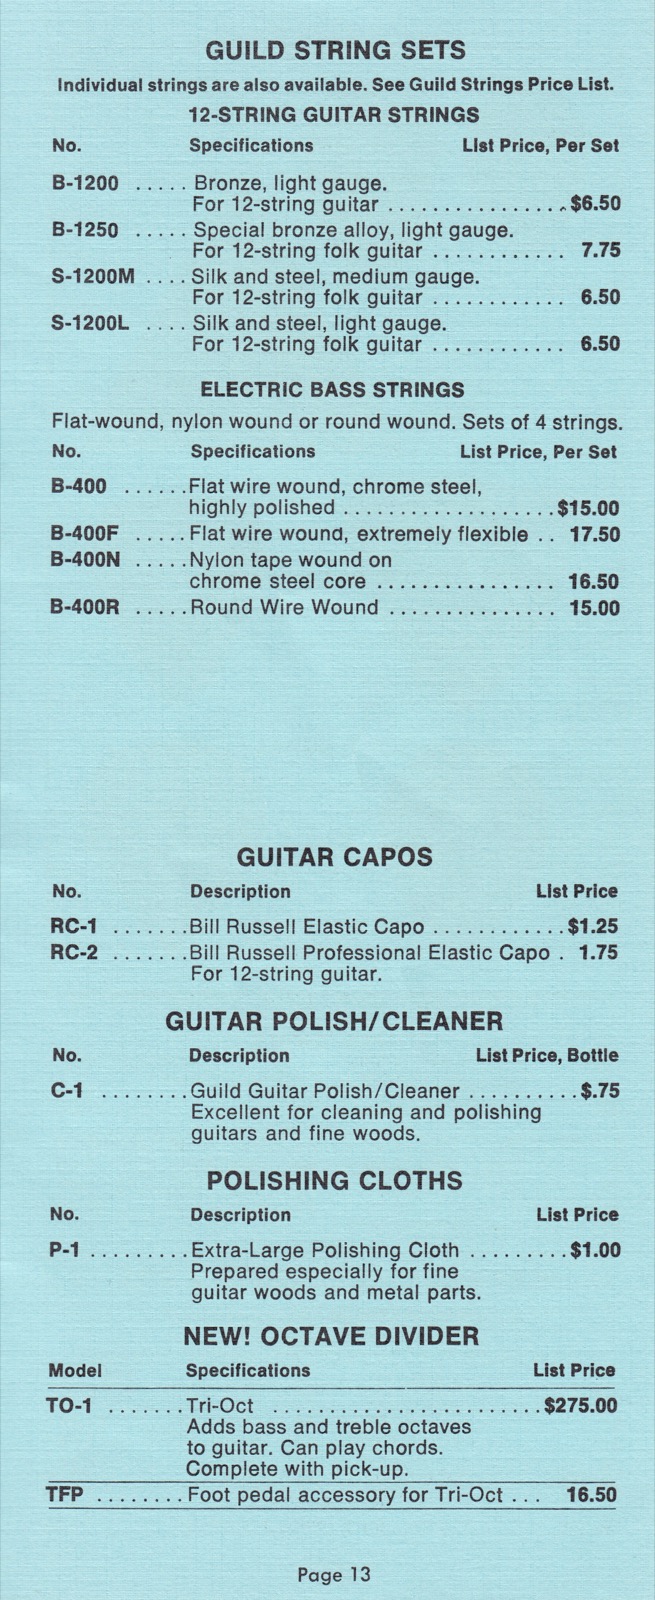 GUILD STRING SETS
Individual strings are also available. See Guild Strings Price List.
12-STRING GUITAR STRINGS
No. Specifications List Price, Per Set
B-1200 ..... Bronze, light gauge.
For 12-string guitar ................ $6.50
B-1250 ..... Special bronze alloy, light gauge.
For 12-string folk guitar ............ 7.75
S-1200M .... Silk and steel, medium gauge.
For 12-string folk guitar ............ 6.50
S-1200L .... Silk and steel, light gauge.
For 12-string folk guitar ............ 6.50
ELECTRIC BASS STRINGS
Flat-wound, nylon wound or round wound. Sets of 4 strings.
No. Specifications List Price, Per Set
B-400 ...... Flat wire wound, chrome steel,
highly polished ................... $15.00
B-400F ..... Flat wire wound, extremely flexible .. 17.50
B-400N ..... Nylon tape wound on
chrome steel core ................ 16.50
B-400R ..... Round Wire Wound ............... 15.00
GUITAR CAPOS
No. Description List Price
RC-1 ....... Bill Russell Elastic Capo ............ $1.25
RC-2 ....... Bill Russell Professional Elastic Capo . 1.75
For 12-string guitar.
GUITAR POLISH/CLEANER
No. Description List Price, Bottle
C-1 ........ Guild Guitar Polish/Cleaner .......... $.75
Excellent for cleaning and polishing
guitars and fine woods.
POLISHING CLOTHS
No. Description List Price
P-1 ......... Extra-Large Polishing Cloth ......... $1.00
Prepared especially for fine
guitar woods and metal parts.
NEW! OCTAVE DIVIDER
Model Specifications List Price
TO-1 ....... Tri-Oct ........................ $275.00
Adds bass and treble octaves
to guitar. Can play chords.
Complete with pick-up.
TFP ........ Foot pedal accessory for Tri-Oct ... 16.50
Page 13